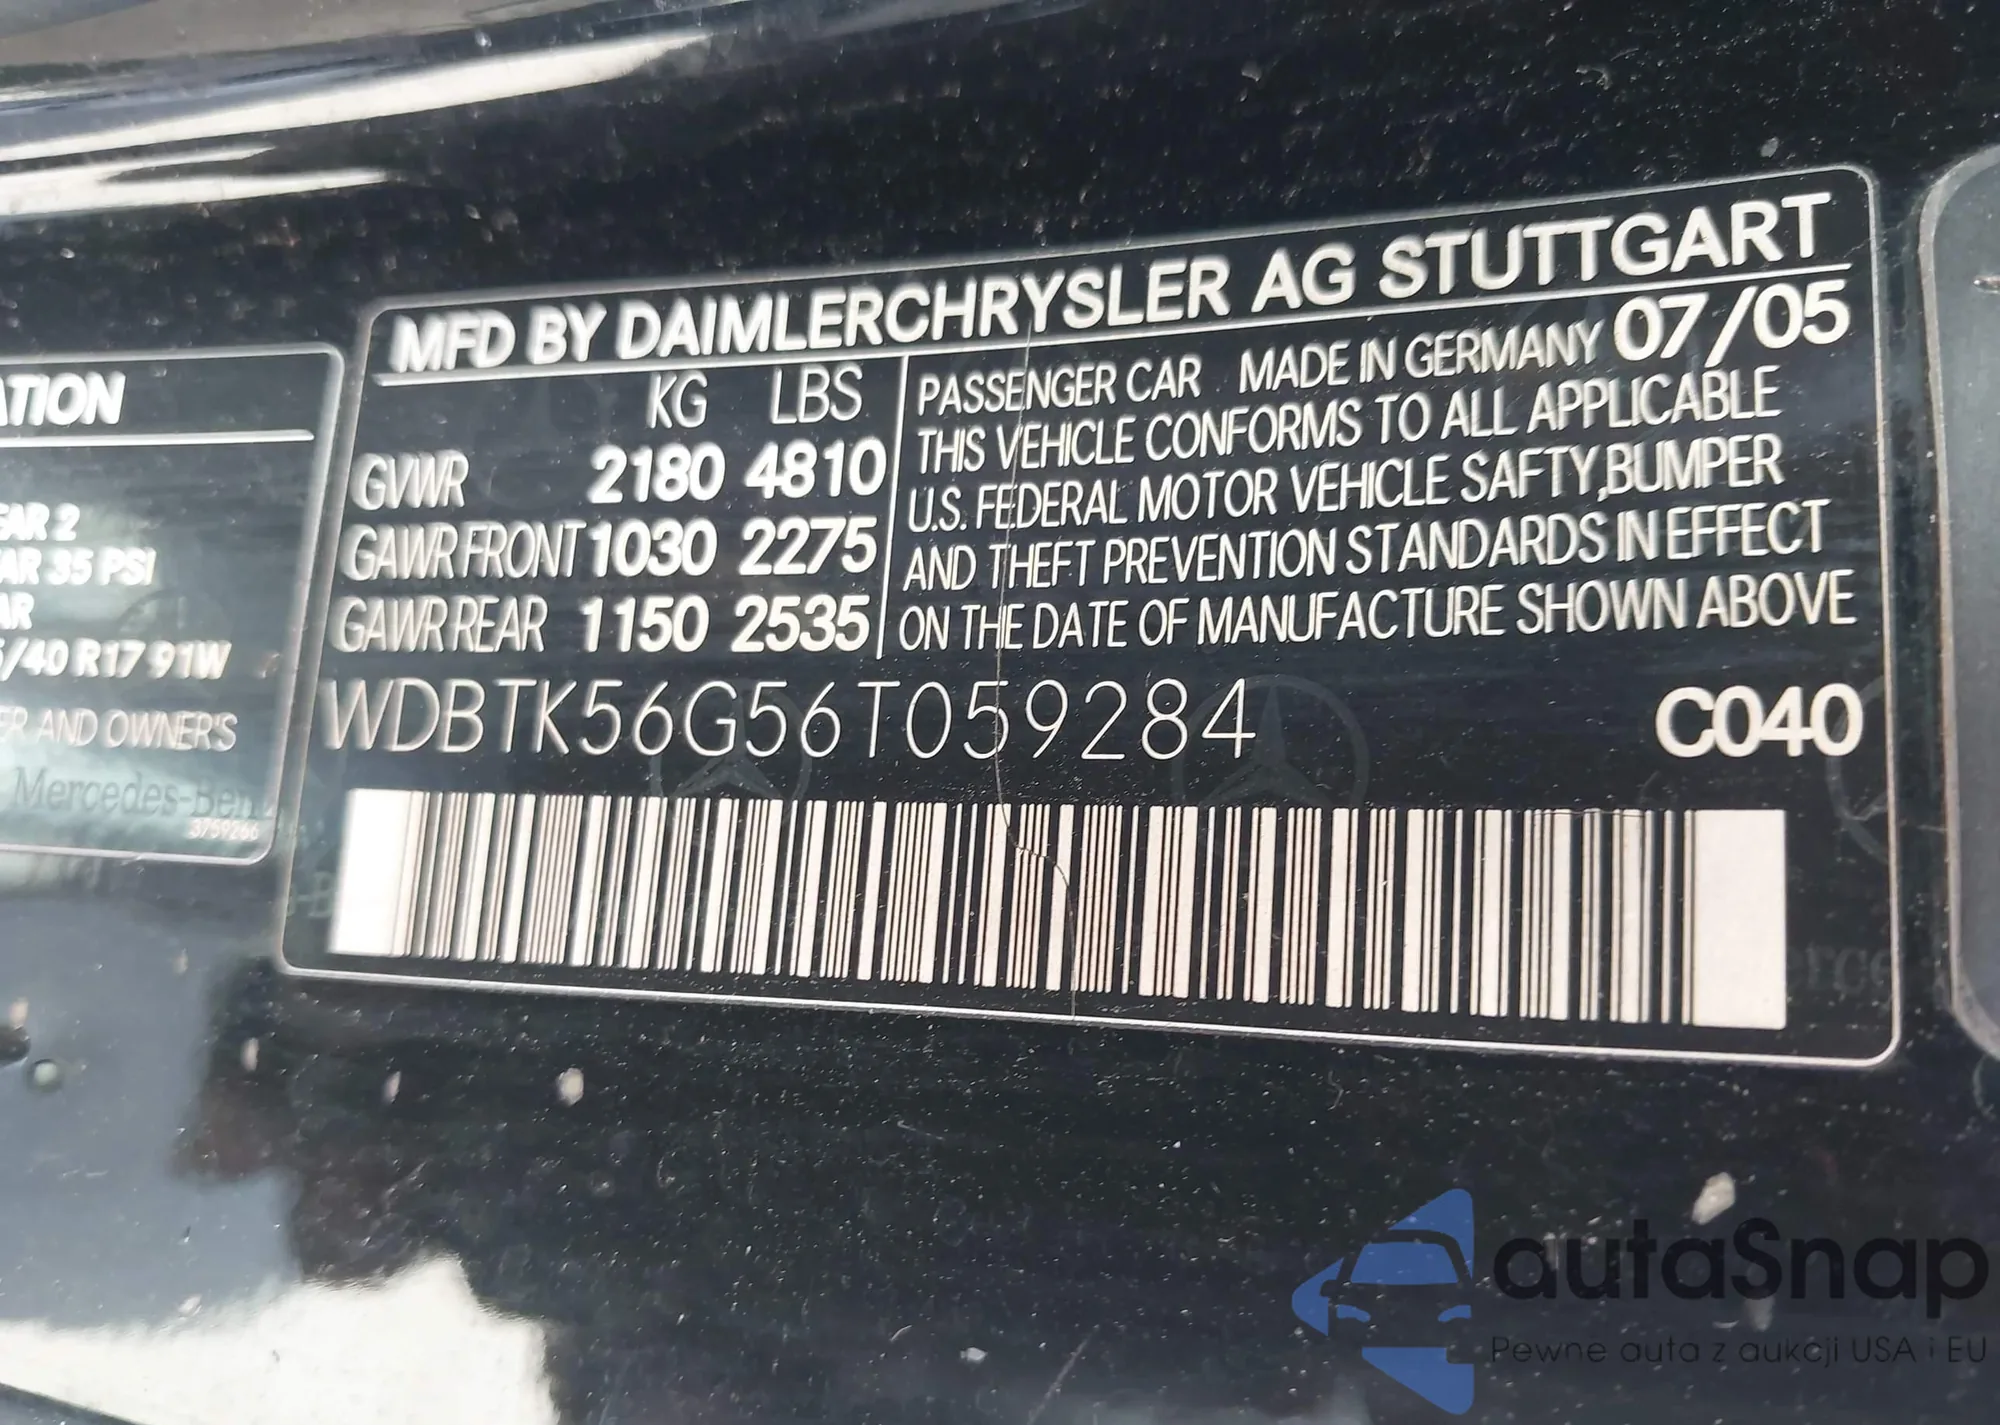 MFD BY DAIMLERCHRYSLER AG STUTTGART
KG LBS
GVWR 2180 4810
GAWR FRONT 1030 2275
GAWR REAR 1150 2535
PASSENGER CAR MADE IN GERMANY 07/05
THIS VEHICLE CONFORMS TO ALL APPLICABLE
U.S. FEDERAL MOTOR VEHICLE SAFTY,BUMPER
AND THEFT PREVENTION STANDARDS IN EFFECT
ON THE DATE OF MANUFACTURE SHOWN ABOVE
WDBTK56G56T059284 C040
35 PSI
/40 R17 91W
AND OWNER'S
Mercedes-Benz
3759266
autaSnap
Pewne auta z aukcji USA i EU